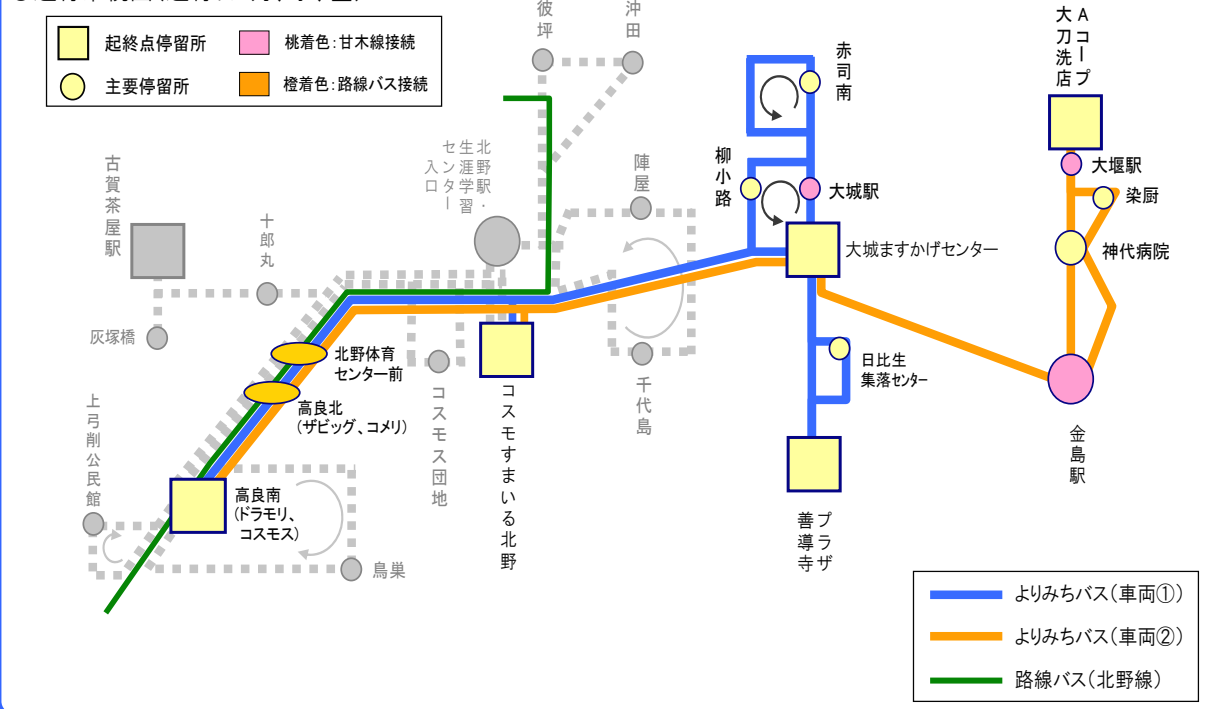 起終点停留所
桃着色:甘木線接続
主要停留所
橙着色:路線バス接続
彼坪
沖田
赤司南
Aコープ
大刀洗店
大堰駅
染厨
神代病院
金島駅
柳小路
大城駅
大城ますかげセンター
日比生
集落センター
プラザ
善導寺
陣屋
千代島
北野駅・
生涯学習
センター
入口
古賀茶屋駅
十郎丸
灰塚橋
北野体育
センター前
高良北
(ザビッグ、コメリ)
コスモス団地
コスモすまいる北野
上弓削公民館
高良南
(ドラモリ、
コスモス)
鳥巣
よりみちバス(車両①)
よりみちバス(車両②)
路線バス(北野線)